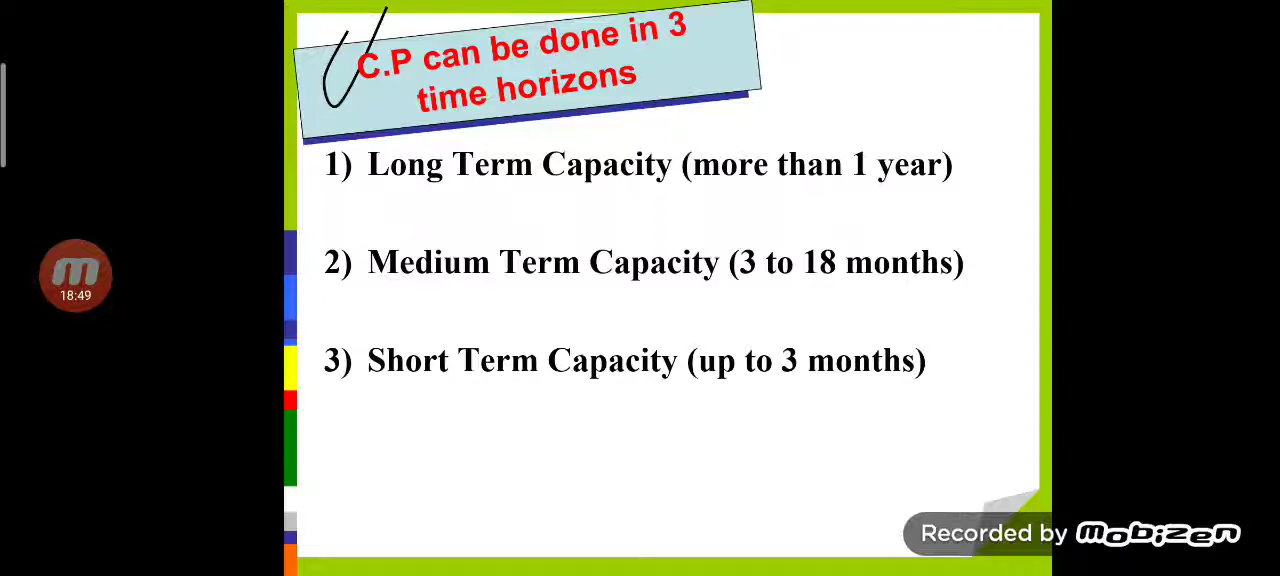 C.P can be done in 3
time horizons
1) Long Term Capacity (more than 1 year)
2) Medium Term Capacity (3 to 18 months)
18:49
3) Short Term Capacity (up to 3 months)
Recorded by mobizen